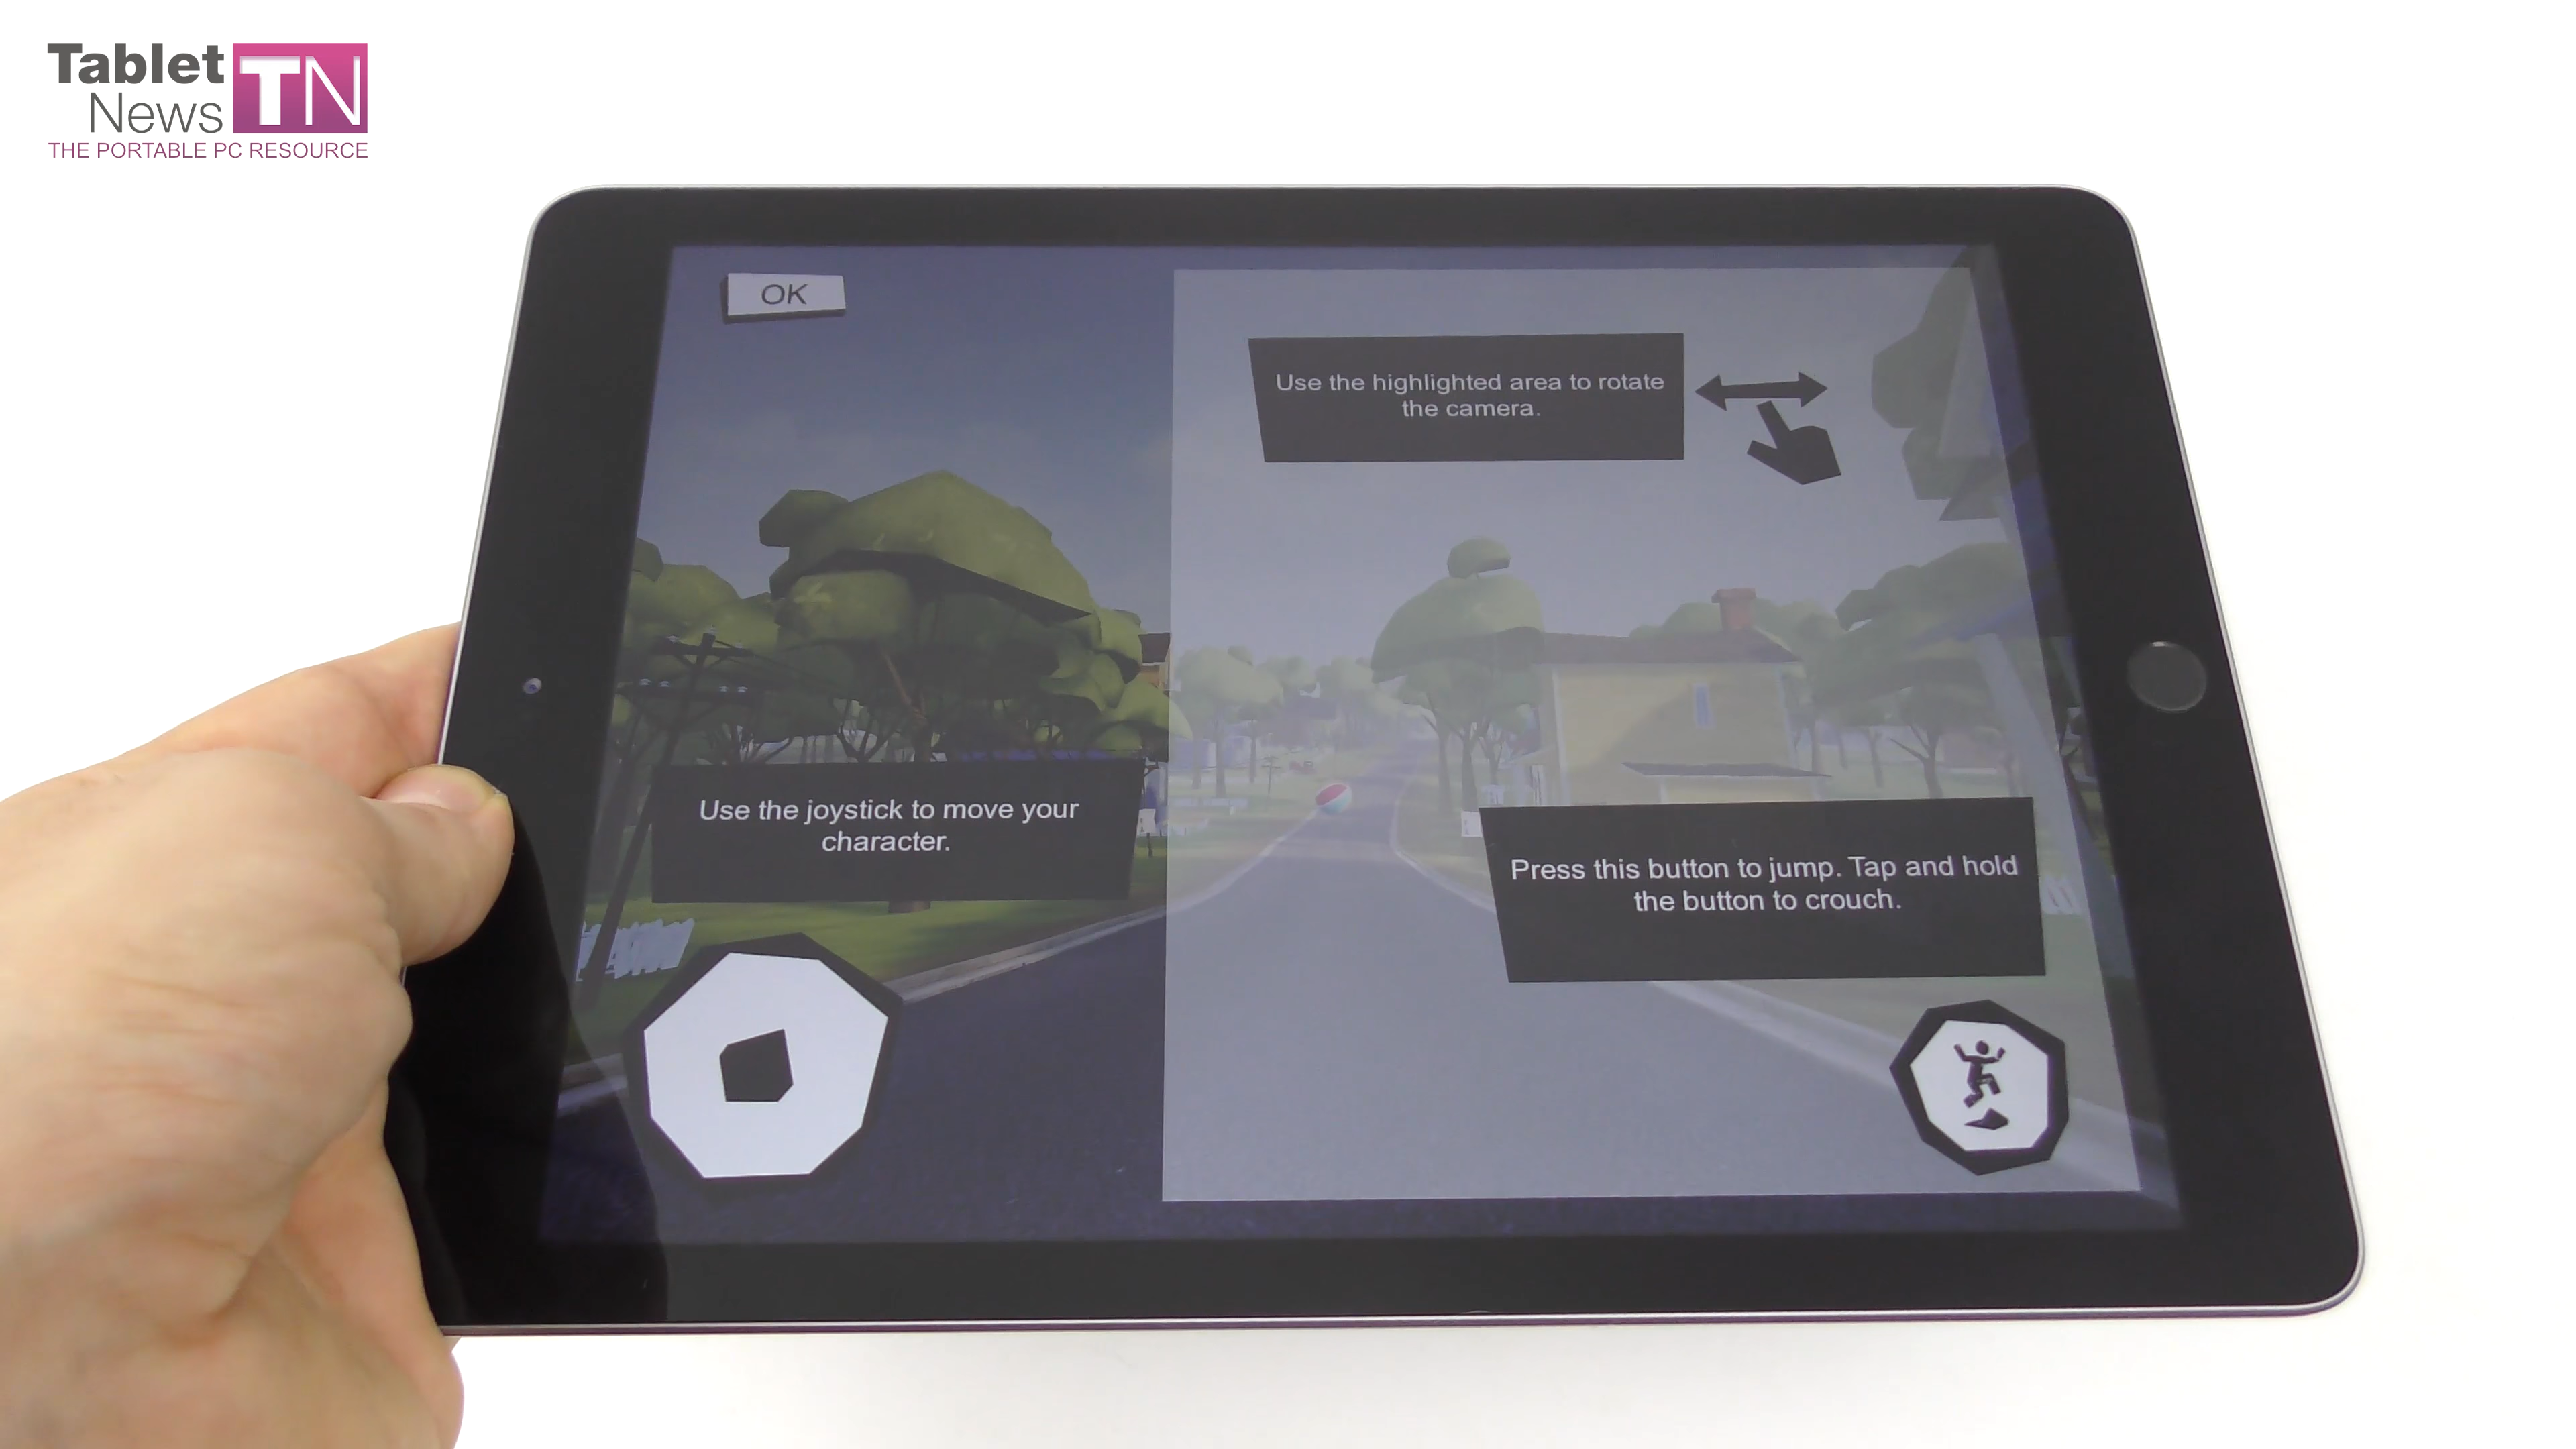 Tablet
News
TN
THE PORTABLE PC RESOURCE
OK
Use the highlighted area to rotate
the camera.
Use the joystick to move your
character.
Press this button to jump. Tap and hold
the button to crouch.